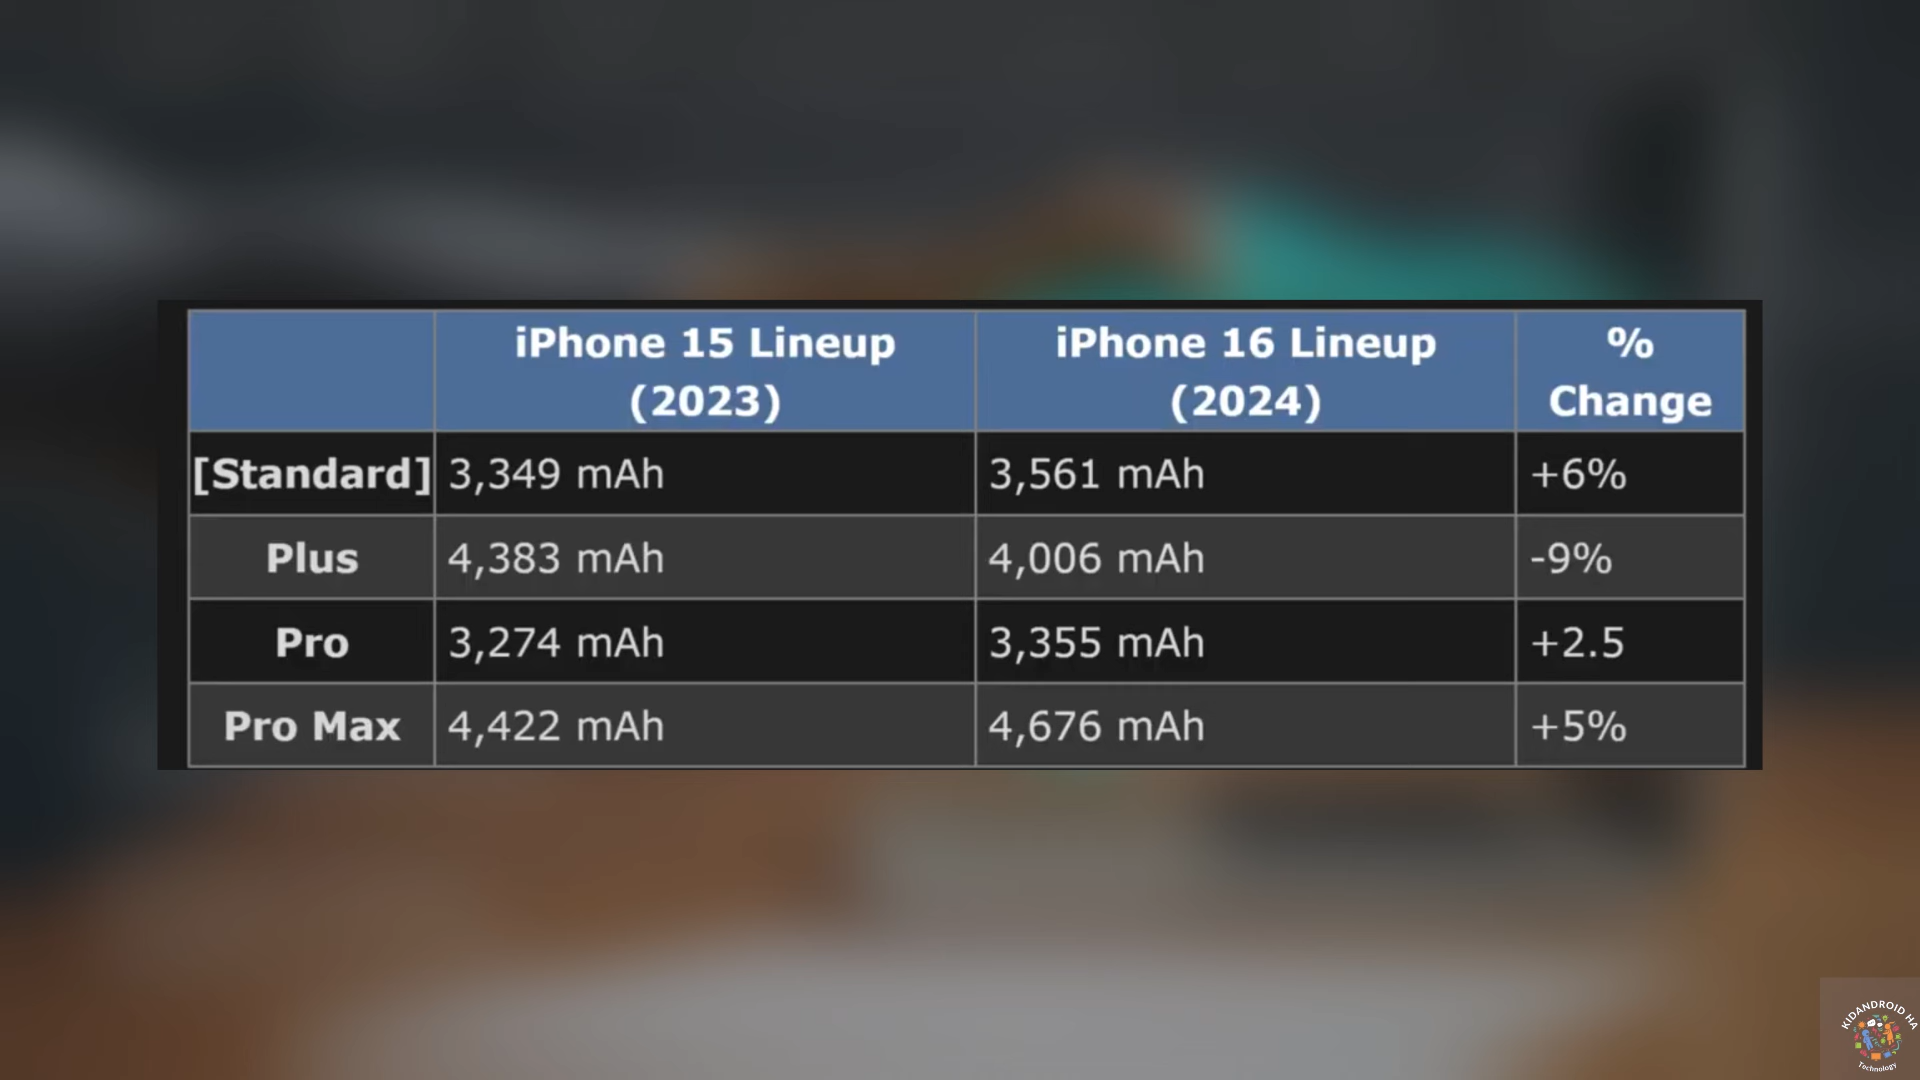 iPhone 15 Lineup (2023) iPhone 16 Lineup (2024) % Change
[Standard] 3,349 mAh 3,561 mAh +6%
Plus 4,383 mAh 4,006 mAh -9%
Pro 3,274 mAh 3,355 mAh +2.5
Pro Max 4,422 mAh 4,676 mAh +5%
KIDANDROID HA
Technology